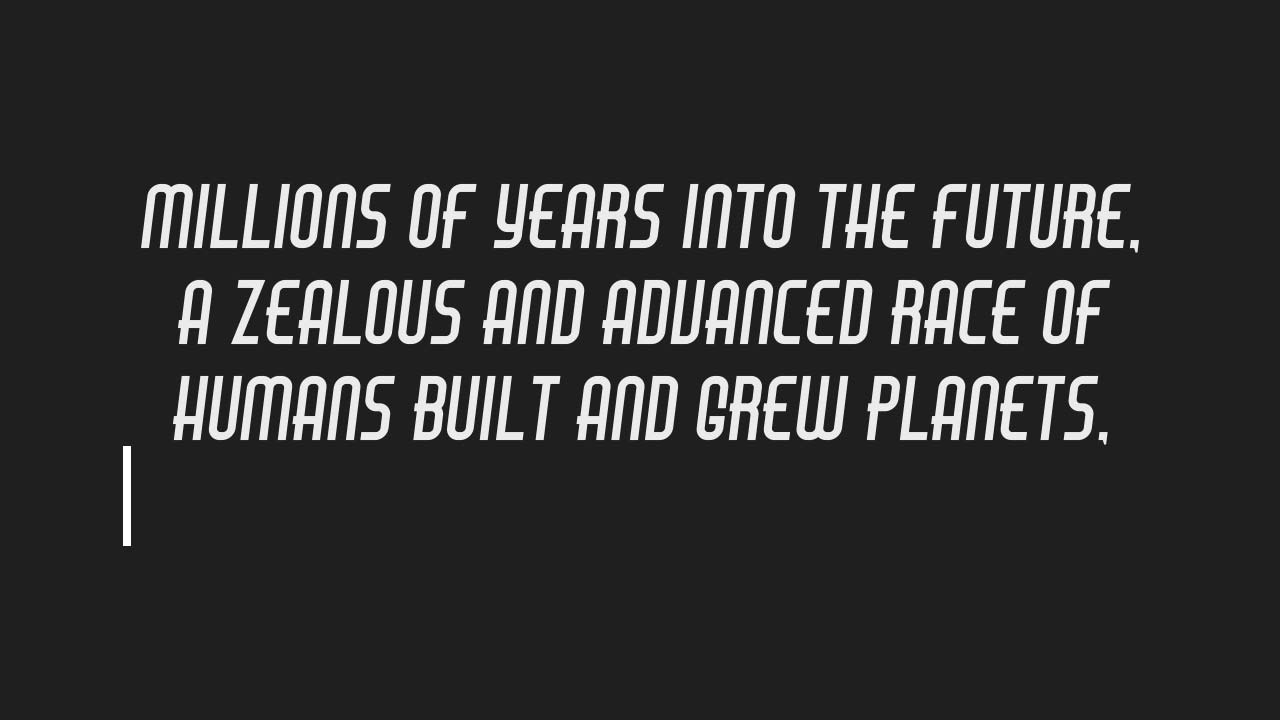 MILLIONS OF YEARS INTO THE FUTURE,
A ZEALOUS AND ADVANCED RACE OF
HUMANS BUILT AND GREW PLANETS,